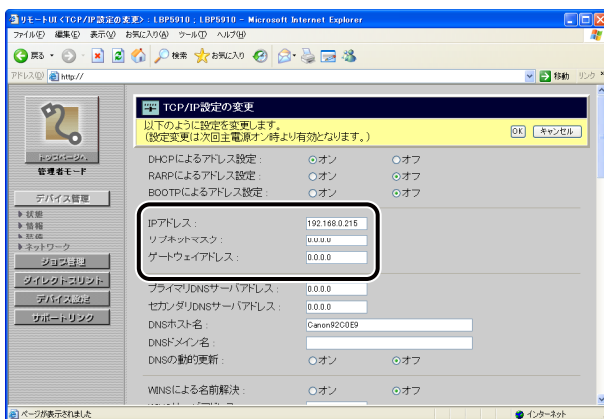 リモートUI <TCP/IP設定の変更> : LBP5910 ; LBP5910 - Microsoft Internet Explorer
ファイル(F) 編集(E) 表示(V) お気に入り(A) ツール(T) ヘルプ(H)
戻る 検索 お気に入り
アドレス(D) http:// 移動 リンク
TCP/IP設定の変更
以下のように設定を変更します。
(設定変更は次回主電源オン時より有効となります。)
OK キャンセル
トップページへ
管理者モード
デバイス管理
状態
情報
装備
ネットワーク
ジョブ管理
ダイレクトプリント
デバイス設定
サポートリンク
DHCPによるアドレス設定 : オン オフ
RARPによるアドレス設定 : オン オフ
BOOTPによるアドレス設定 : オン オフ
IPアドレス : 192.168.0.215
サブネットマスク : 0.0.0.0
ゲートウェイアドレス : 0.0.0.0
プライマリDNSサーバアドレス : 0.0.0.0
セカンダリDNSサーバアドレス : 0.0.0.0
DNSホスト名 : Canon92C0E9
DNSドメイン名 :
DNSの動的更新 : オン オフ
WINSによる名前解決 : オン オフ
ページが表示されました インターネット